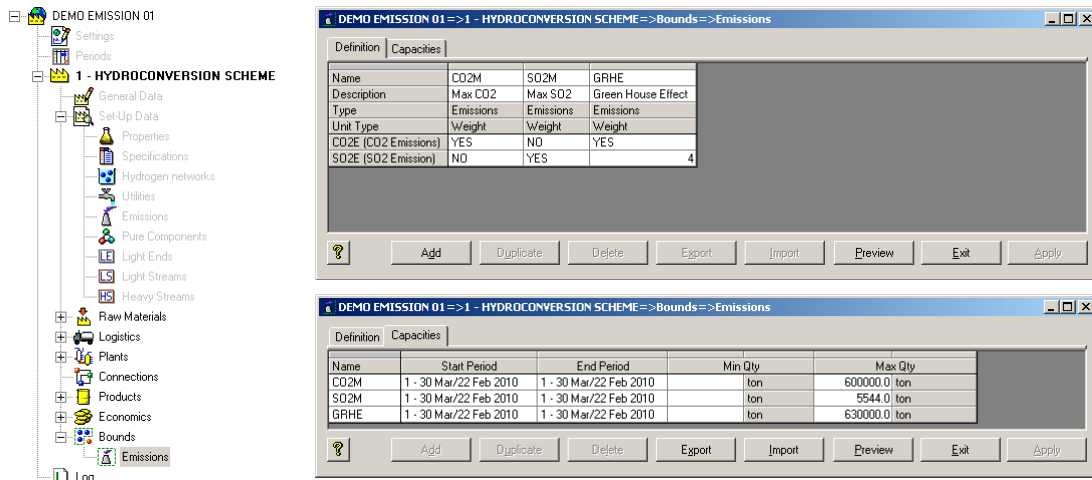 DEMO EMISSION 01
Settings
Periods
1 - HYDROCONVERSION SCHEME
General Data
Set-Up Data
Properties
Specifications
Hydrogen networks
Utilities
Emissions
Pure Components
LE Light Ends
LS Light Streams
HS Heavy Streams
Raw Materials
Logistics
Plants
Connections
Products
Economics
Bounds
Emissions
Log
DEMO EMISSION 01=>1 - HYDROCONVERSION SCHEME=>Bounds=>Emissions
Definition Capacities
Name CO2M SO2M GRHE
Description Max CO2 Max SO2 Green House Effect
Type Emissions Emissions Emissions
Unit Type Weight Weight Weight
CO2E (CO2 Emissions) YES NO YES
SO2E (SO2 Emission) NO YES 4
? Add Duplicate Delete Export Import Preview Exit Apply
DEMO EMISSION 01=>1 - HYDROCONVERSION SCHEME=>Bounds=>Emissions
Definition Capacities
Name Start Period End Period Min Qty Max Qty
CO2M 1 - 30 Mar/22 Feb 2010 1 - 30 Mar/22 Feb 2010 ton 600000.0 ton
SO2M 1 - 30 Mar/22 Feb 2010 1 - 30 Mar/22 Feb 2010 ton 5544.0 ton
GRHE 1 - 30 Mar/22 Feb 2010 1 - 30 Mar/22 Feb 2010 ton 630000.0 ton
? Add Duplicate Delete Export Import Preview Exit Apply